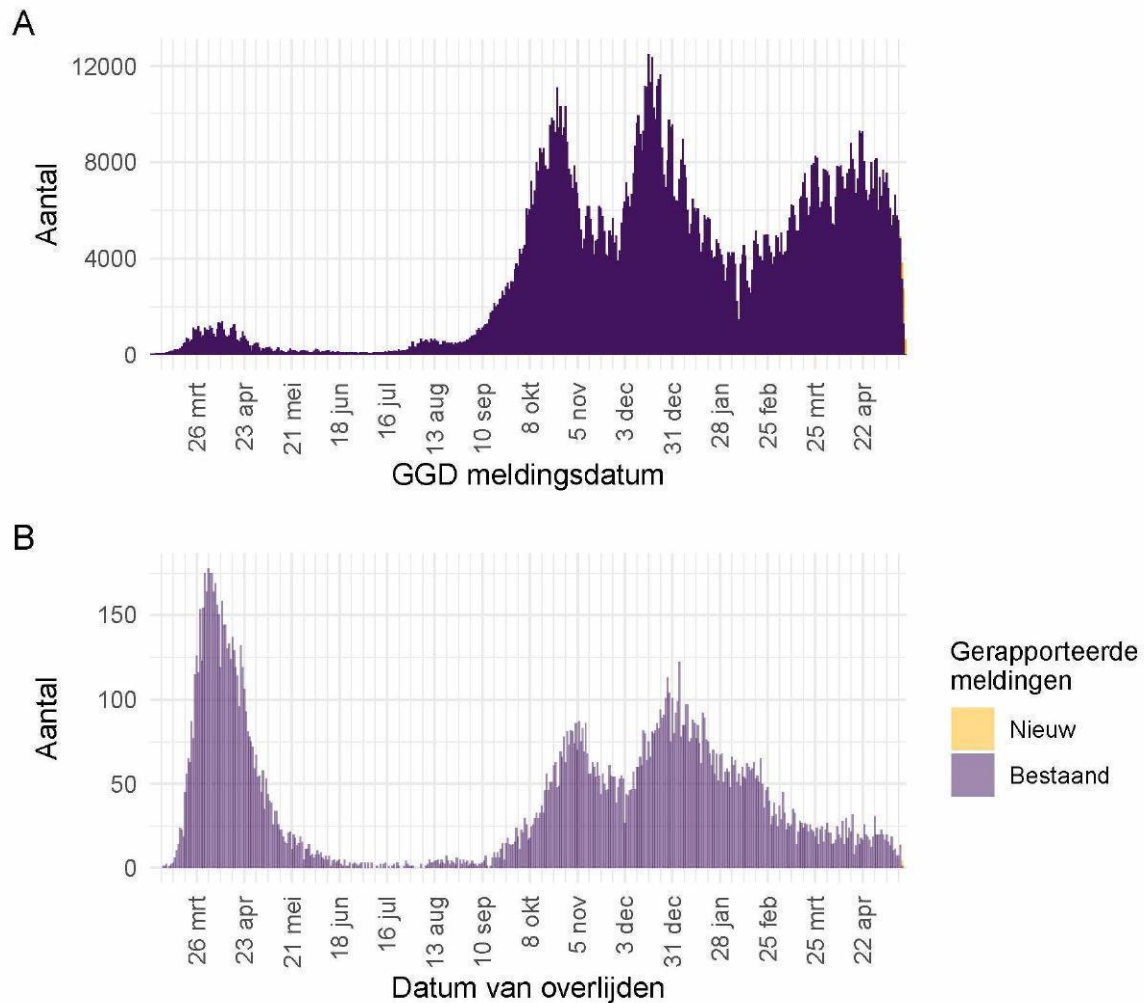 A
12000
8000
4000
0
Aantal
26 mrt
23 apr
21 mei
18 jun
16 jul
13 aug
10 sep
8 okt
5 nov
3 dec
31 dec
28 jan
25 feb
25 mrt
22 apr
GGD meldingsdatum
B
150
100
50
0
Aantal
26 mrt
23 apr
21 mei
18 jun
16 jul
13 aug
10 sep
8 okt
5 nov
3 dec
31 dec
28 jan
25 feb
25 mrt
22 apr
Datum van overlijden
Gerapporteerde
meldingen
Nieuw
Bestaand